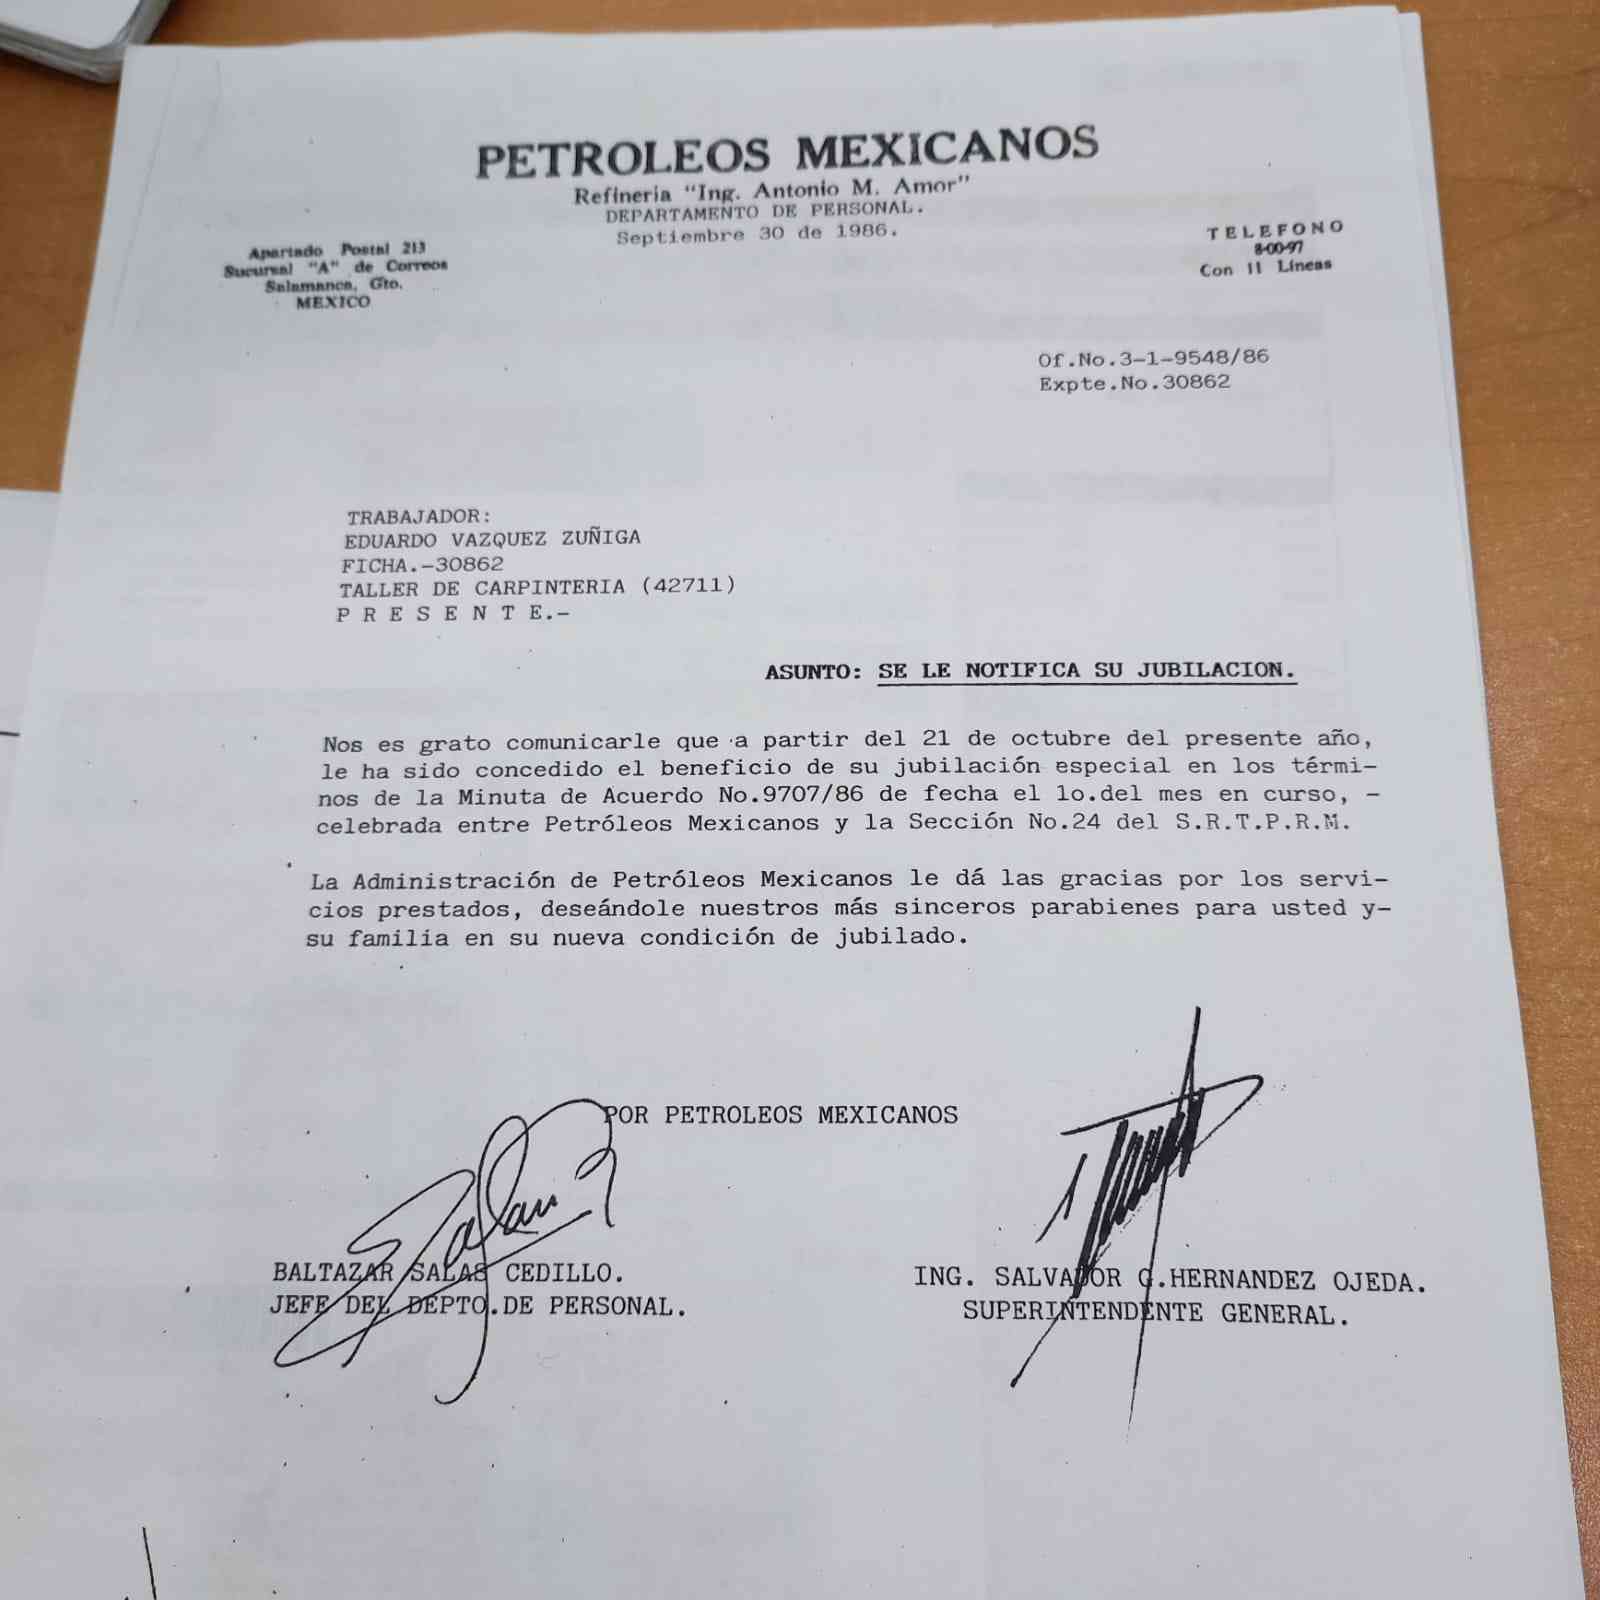 PETROLEOS MEXICANOS
Refineria "Ing. Antonio M. Amor"
DEPARTAMENTO DE PERSONAL.
Septiembre 30 de 1986.
Apartado Postal 213
Sucursal "A" de Correos
Salamanca, Gto.
MEXICO
TELEFONO
8-00-97
Con 11 Líneas
Of.No.3-1-9548/86
Expte.No.30862
TRABAJADOR:
EDUARDO VAZQUEZ ZUÑIGA
FICHA.-30862
TALLER DE CARPINTERIA (42711)
P R E S E N T E.-
ASUNTO: SE LE NOTIFICA SU JUBILACION.
Nos es grato comunicarle que a partir del 21 de octubre del presente año,
le ha sido concedido el beneficio de su jubilación especial en los térmi-
nos de la Minuta de Acuerdo No.9707/86 de fecha el 1o.del mes en curso, -
celebrada entre Petróleos Mexicanos y la Sección No.24 del S.R.T.P.R.M.
La Administración de Petróleos Mexicanos le dá las gracias por los servi-
cios prestados, deseándole nuestros más sinceros parabienes para usted y-
su familia en su nueva condición de jubilado.
POR PETROLEOS MEXICANOS
BALTAZAR SALAS CEDILLO.
JEFE DEL DEPTO.DE PERSONAL.
ING. SALVADOR G.HERNANDEZ OJEDA.
SUPERINTENDENTE GENERAL.